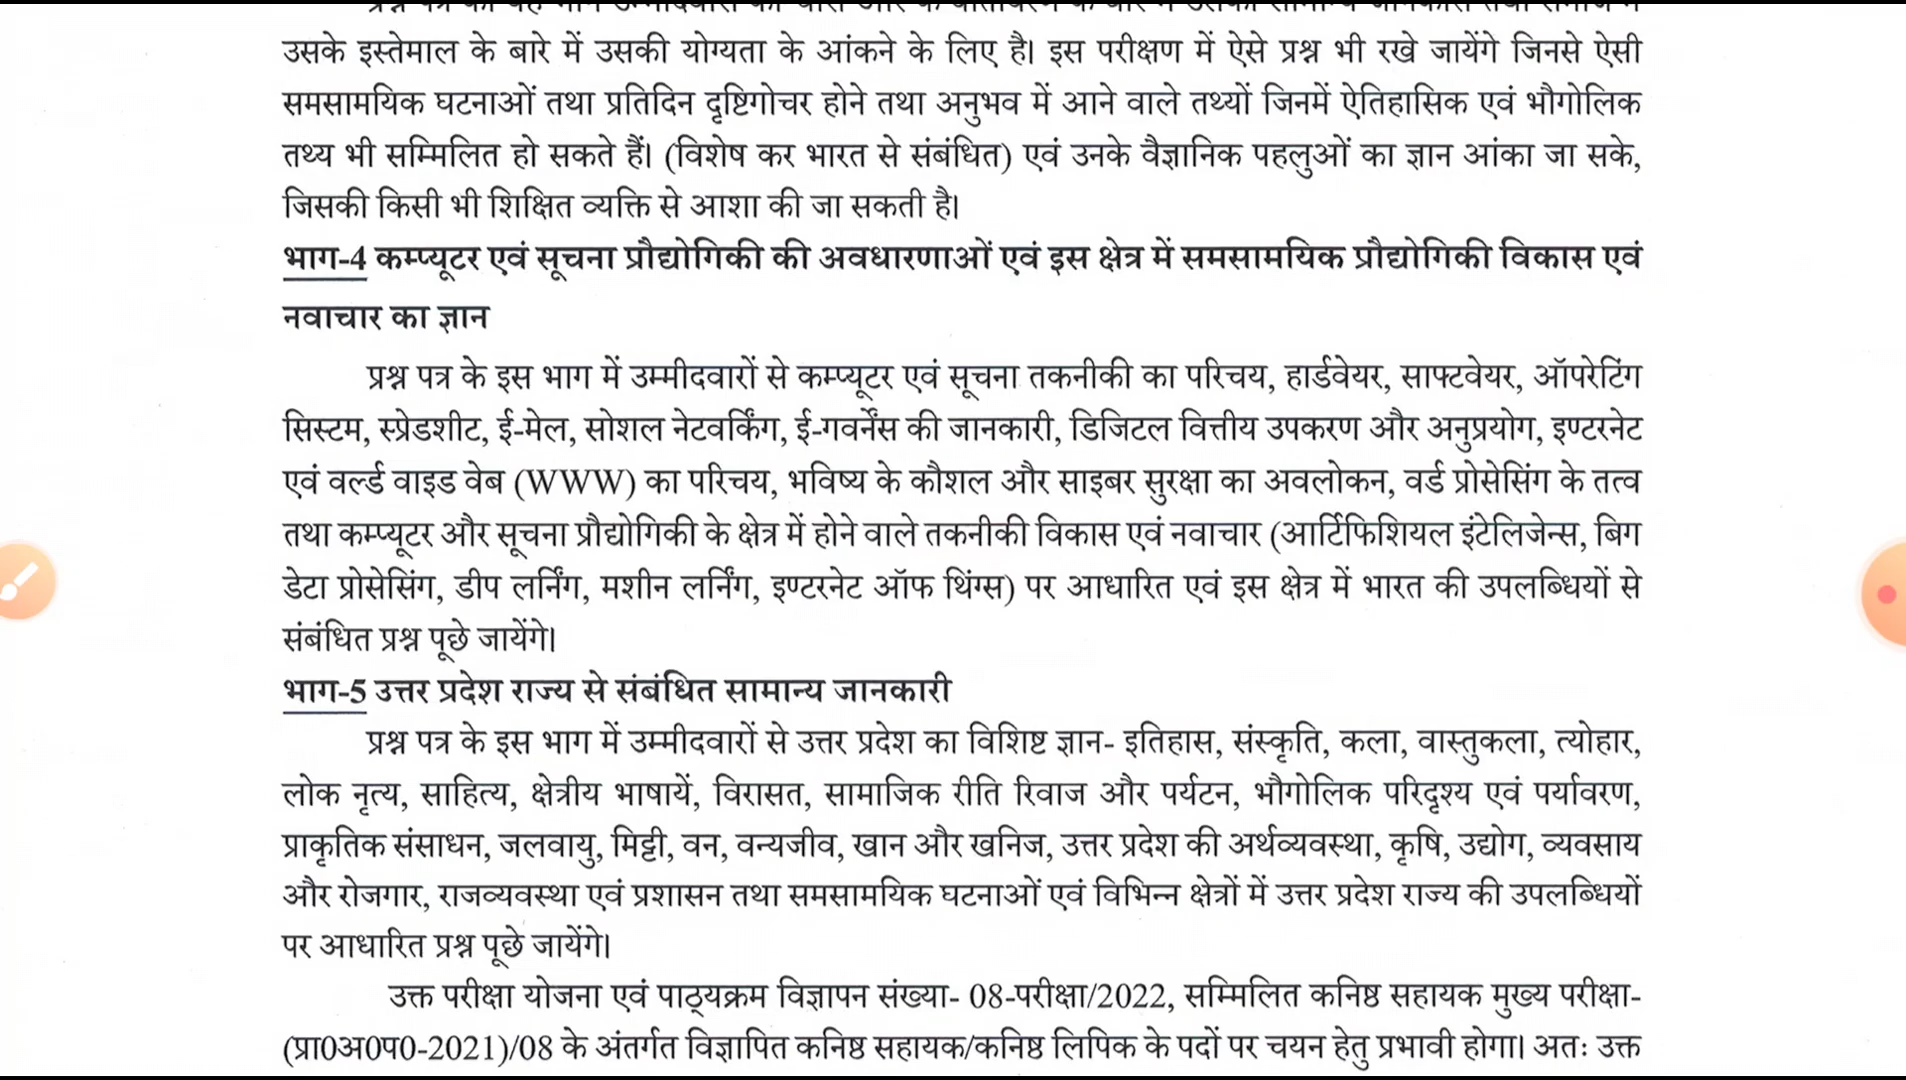 उसके इस्तेमाल के बारे में उसकी योग्यता के आंकने के लिए है। इस परीक्षण में ऐसे प्रश्न भी रखे जायेंगे जिनसे ऐसी
समसामयिक घटनाओं तथा प्रतिदिन दृष्टिगोचर होने तथा अनुभव में आने वाले तथ्यों जिनमें ऐतिहासिक एवं भौगोलिक
तथ्य भी सम्मिलित हो सकते हैं। (विशेष कर भारत से संबंधित) एवं उनके वैज्ञानिक पहलुओं का ज्ञान आंका जा सके,
जिसकी किसी भी शिक्षित व्यक्ति से आशा की जा सकती है।
भाग-4 कम्प्यूटर एवं सूचना प्रौद्योगिकी की अवधारणाओं एवं इस क्षेत्र में समसामयिक प्रौद्योगिकी विकास एवं
नवाचार का ज्ञान
प्रश्न पत्र के इस भाग में उम्मीदवारों से कम्प्यूटर एवं सूचना तकनीकी का परिचय, हार्डवेयर, साफ्टवेयर, ऑपरेटिंग
सिस्टम, स्प्रेडशीट, ई-मेल, सोशल नेटवर्किंग, ई-गवर्नेंस की जानकारी, डिजिटल वित्तीय उपकरण और अनुप्रयोग, इण्टरनेट
एवं वर्ल्ड वाइड वेब (WWW) का परिचय, भविष्य के कौशल और साइबर सुरक्षा का अवलोकन, वर्ड प्रोसेसिंग के तत्व
तथा कम्प्यूटर और सूचना प्रौद्योगिकी के क्षेत्र में होने वाले तकनीकी विकास एवं नवाचार (आर्टिफिशियल इंटेलिजेन्स, बिग
डेटा प्रोसेसिंग, डीप लर्निंग, मशीन लर्निंग, इण्टरनेट ऑफ थिंग्स) पर आधारित एवं इस क्षेत्र में भारत की उपलब्धियों से
संबंधित प्रश्न पूछे जायेंगे।
भाग-5 उत्तर प्रदेश राज्य से संबंधित सामान्य जानकारी
प्रश्न पत्र के इस भाग में उम्मीदवारों से उत्तर प्रदेश का विशिष्ट ज्ञान- इतिहास, संस्कृति, कला, वास्तुकला, त्योहार,
लोक नृत्य, साहित्य, क्षेत्रीय भाषायें, विरासत, सामाजिक रीति रिवाज और पर्यटन, भौगोलिक परिदृश्य एवं पर्यावरण,
प्राकृतिक संसाधन, जलवायु, मिट्टी, वन, वन्यजीव, खान और खनिज, उत्तर प्रदेश की अर्थव्यवस्था, कृषि, उद्योग, व्यवसाय
और रोजगार, राजव्यवस्था एवं प्रशासन तथा समसामयिक घटनाओं एवं विभिन्न क्षेत्रों में उत्तर प्रदेश राज्य की उपलब्धियों
पर आधारित प्रश्न पूछे जायेंगे।
उक्त परीक्षा योजना एवं पाठ्यक्रम विज्ञापन संख्या- 08-परीक्षा/2022, सम्मिलित कनिष्ठ सहायक मुख्य परीक्षा-
(प्रा0अ0प0-2021)/08 के अंतर्गत विज्ञापित कनिष्ठ सहायक/कनिष्ठ लिपिक के पदों पर चयन हेतु प्रभावी होगा। अतः उक्त